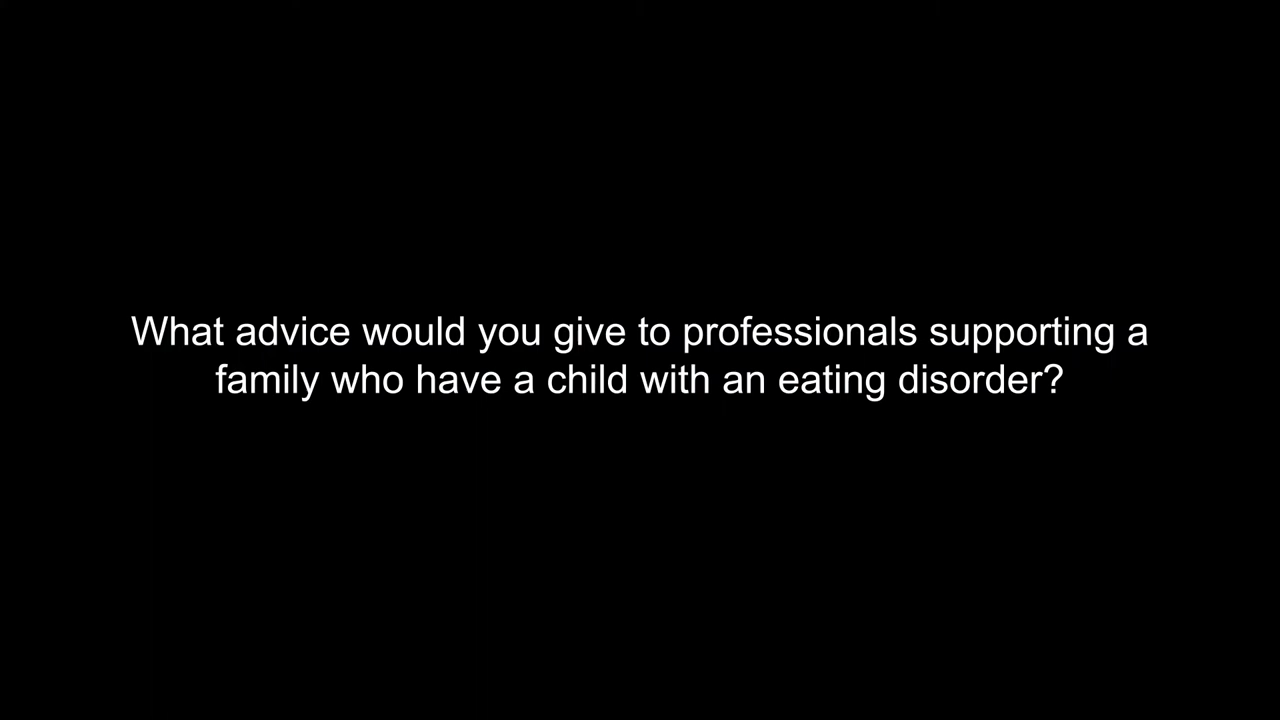 What advice would you give to professionals supporting a
family who have a child with an eating disorder?